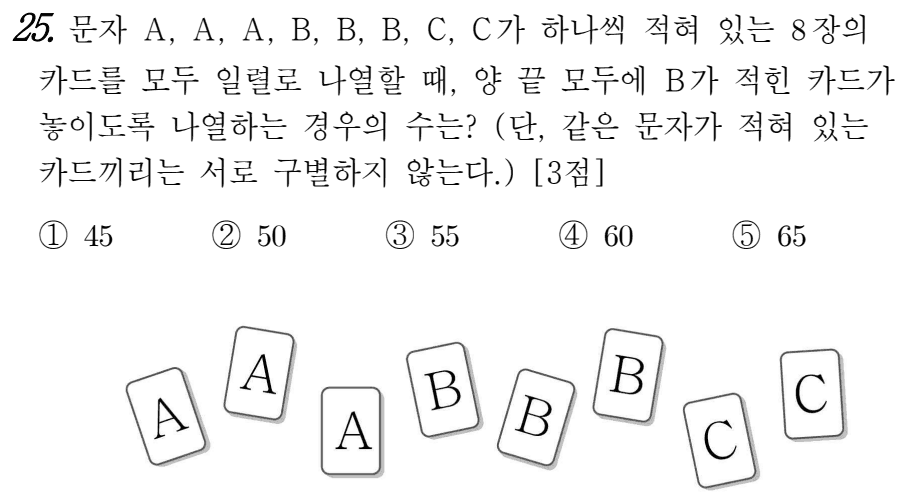 25. 문자 A, A, A, B, B, B, C, C가 하나씩 적혀 있는 8장의
카드를 모두 일렬로 나열할 때, 양 끝 모두에 B가 적힌 카드가
놓이도록 나열하는 경우의 수는? (단, 같은 문자가 적혀 있는
카드끼리는 서로 구별하지 않는다.) [3점]
① 45 ② 50 ③ 55 ④ 60 ⑤ 65
A A A B B B C C